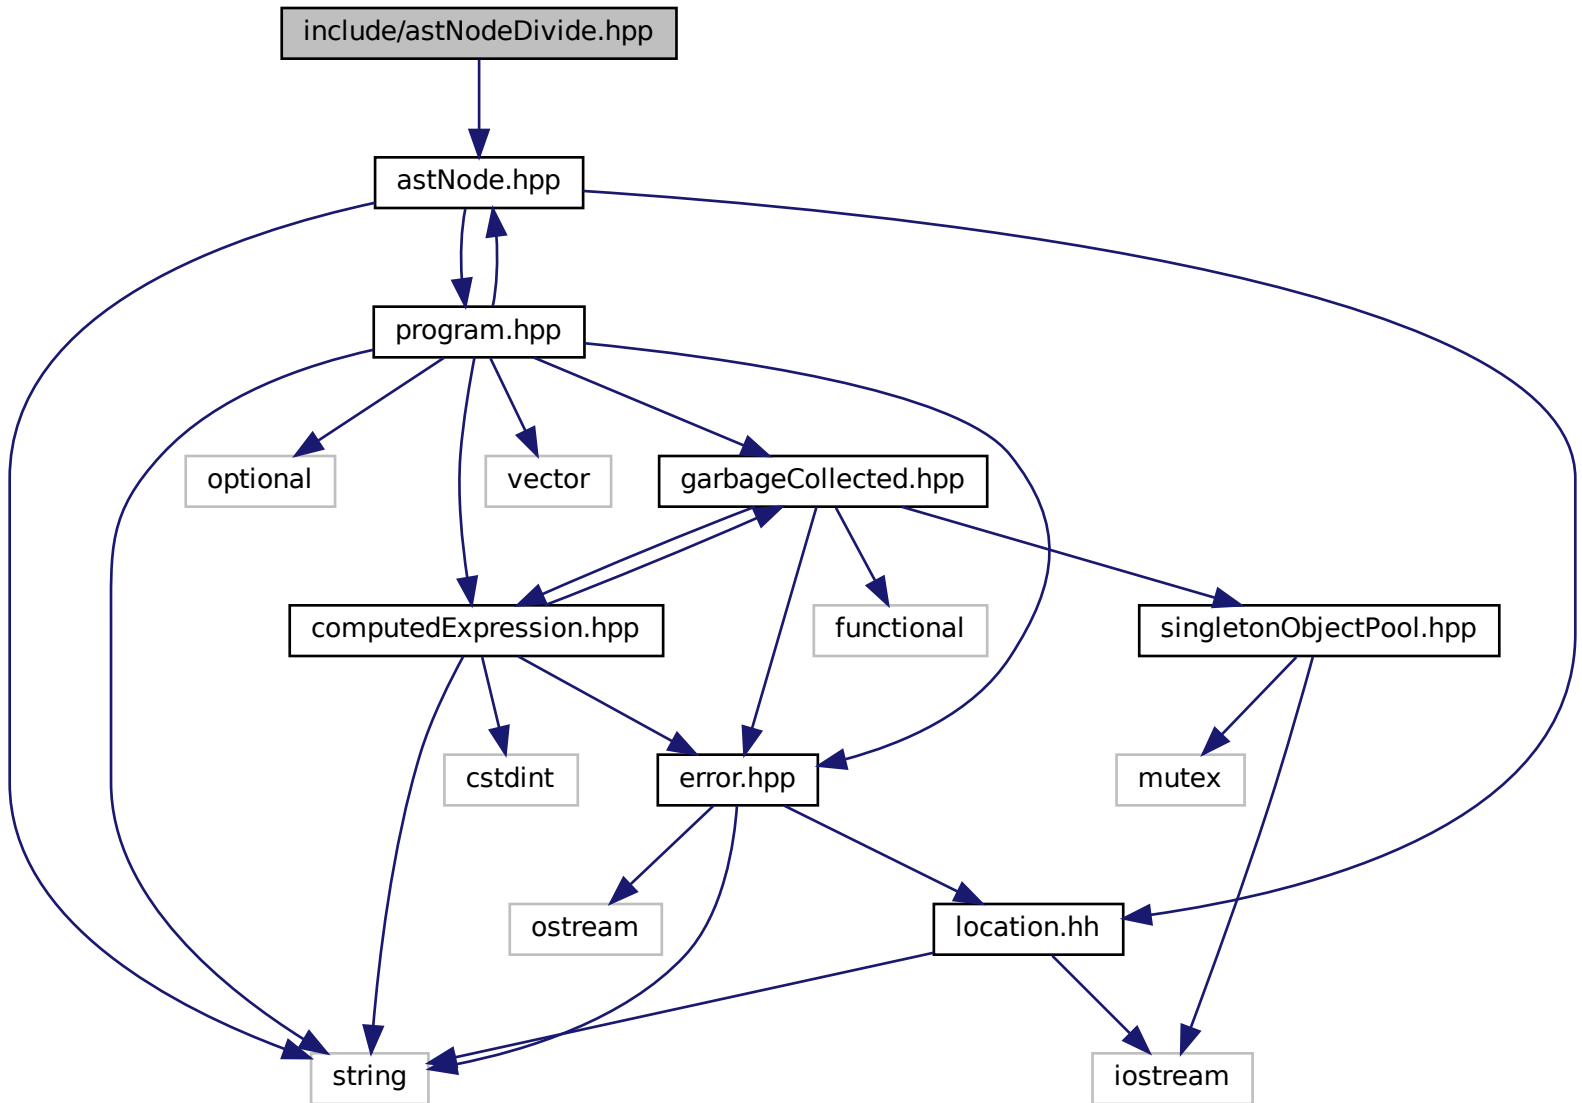 include/astNodeDivide.hpp
astNode.hpp
program.hpp
optional
vector
garbageCollected.hpp
computedExpression.hpp
functional
singletonObjectPool.hpp
cstdint
error.hpp
mutex
ostream
location.hh
string
iostream